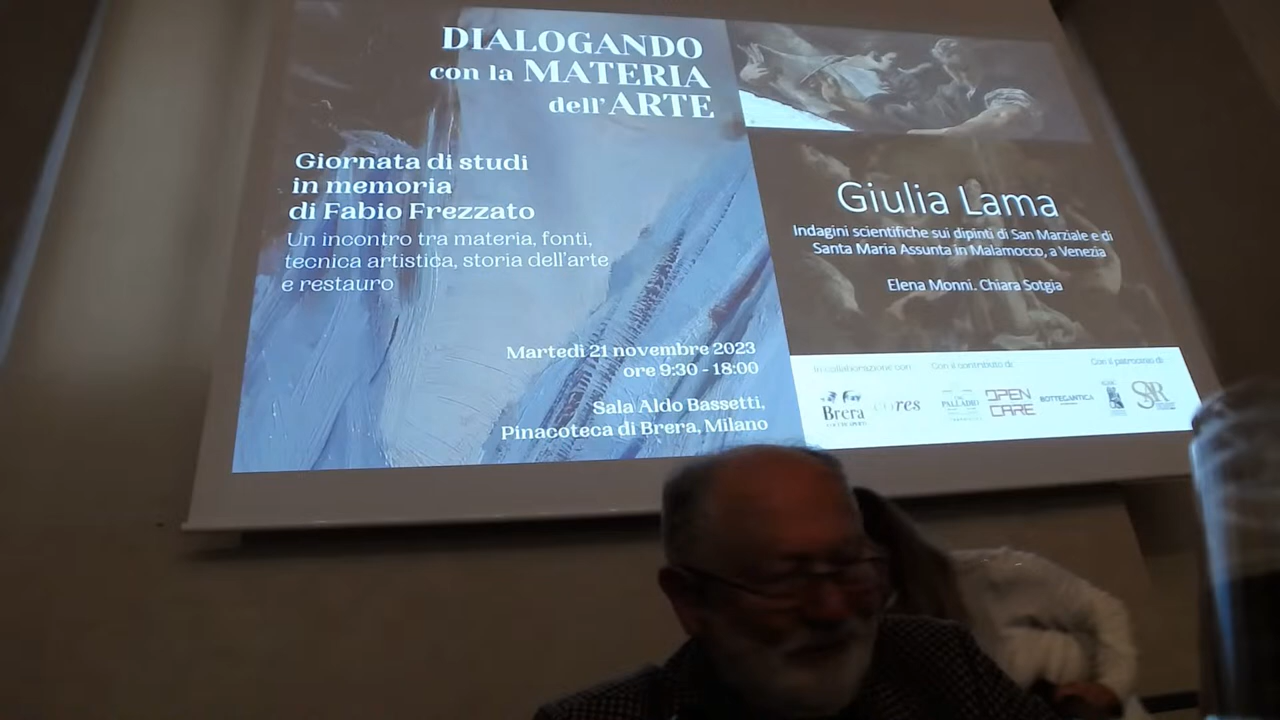 DIALOGANDO
con la MATERIA
dell'ARTE
Giornata di studi
in memoria
di Fabio Frezzato
Un incontro tra materia, fonti,
tecnica artistica, storia dell'arte
e restauro
Martedì 21 novembre 2023
ore 9:30 - 18:00
Sala Aldo Bassetti,
Pinacoteca di Brera, Milano
Giulia Lama
Indagini scientifiche sui dipinti di San Marziale e di
Santa Maria Assunta in Malamocco, a Venezia
Elena Monni. Chiara Sotgia
In collaborazione con
Con il contributo di:
Con il patrocinio di:
Brera
res
PALLADIO
OPEN
CARE
BOTTEGANTICA